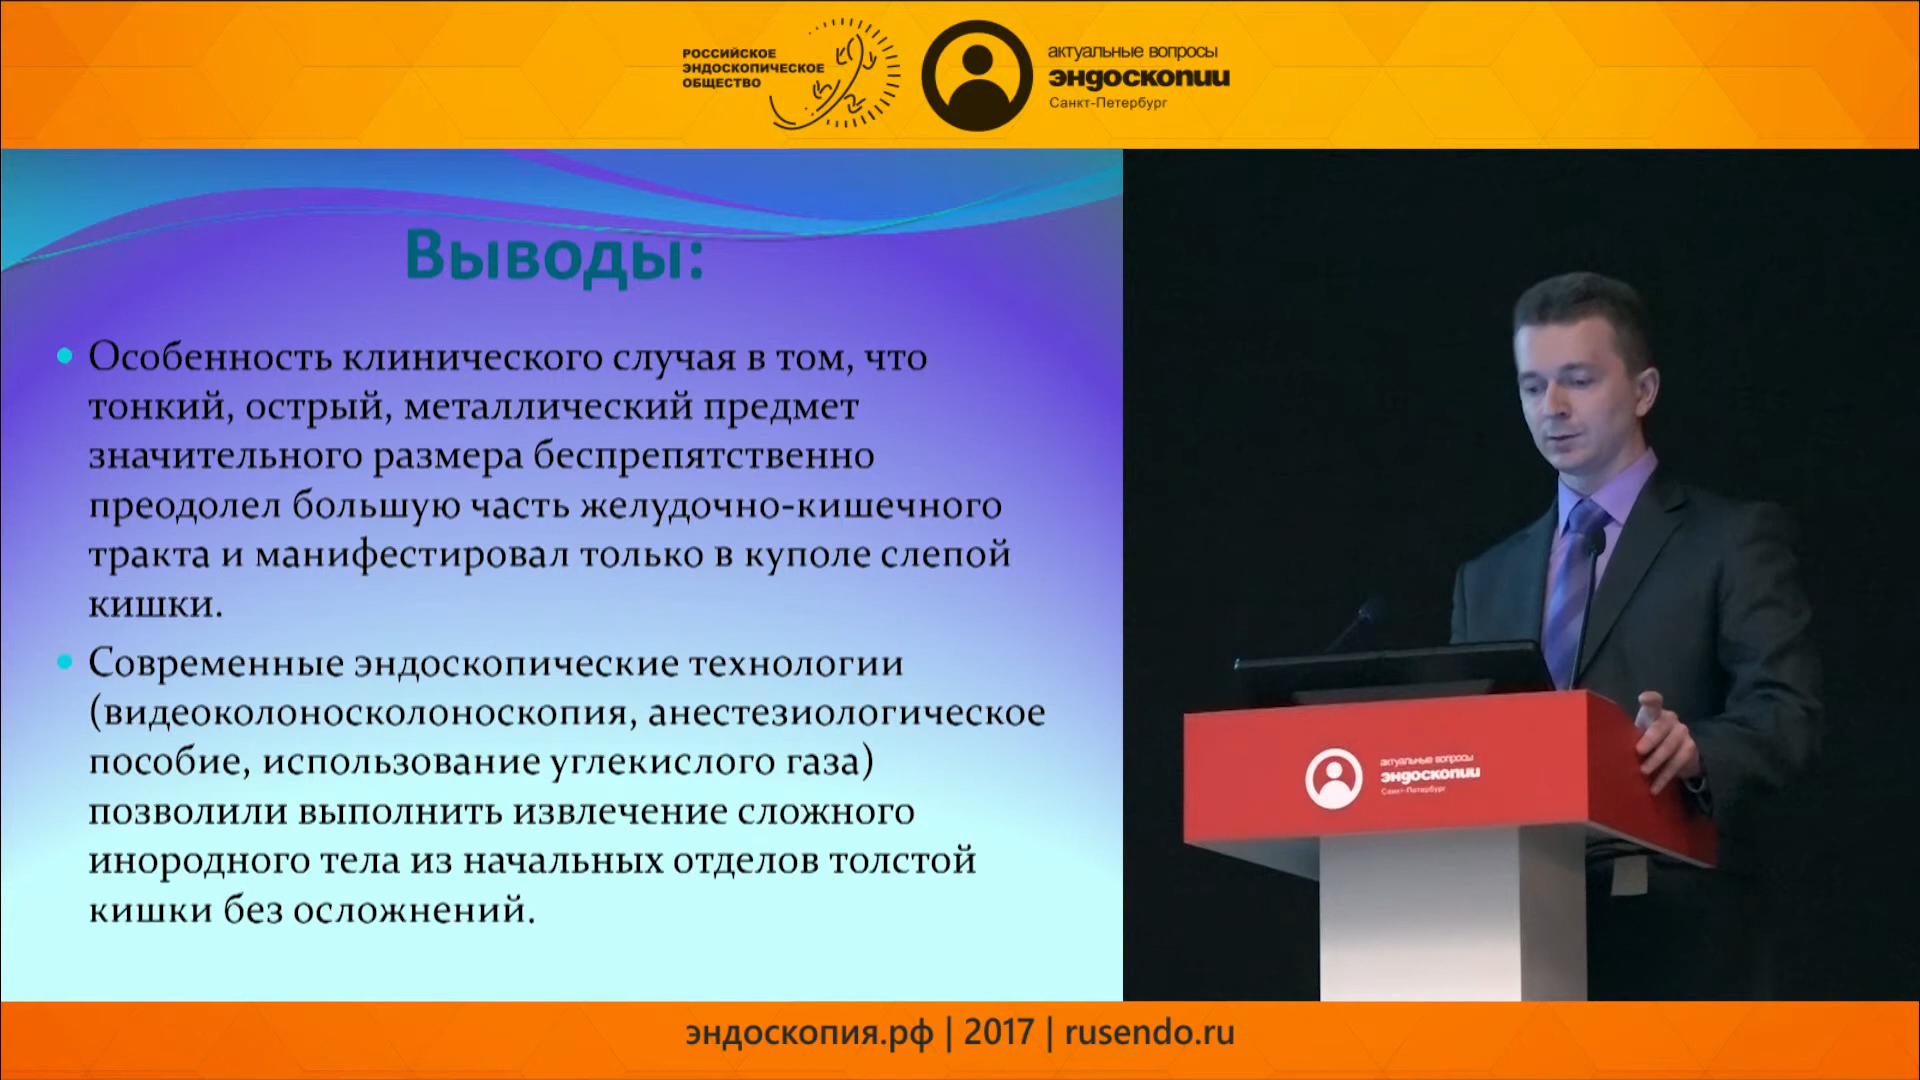 РОССИЙСКОЕ
ЭНДОСКОПИЧЕСКОЕ
ОБЩЕСТВО
актуальные вопросы
эндоскопии
Санкт-Петербург
Выводы:
• Особенность клинического случая в том, что
тонкий, острый, металлический предмет
значительного размера беспрепятственно
преодолел большую часть желудочно-кишечного
тракта и манифестировал только в куполе слепой
кишки.
• Современные эндоскопические технологии
(видеоколоносколоноскопия, анестезиологическое
пособие, использование углекислого газа)
позволили выполнить извлечение сложного
инородного тела из начальных отделов толстой
кишки без осложнений.
актуальные вопросы
эндоскопии
Санкт-Петербург
эндоскопия.рф | 2017 | rusendo.ru